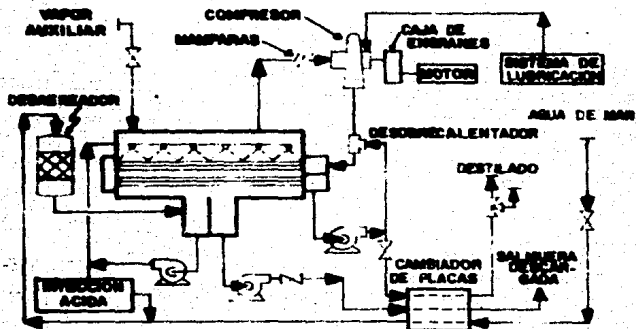 VAPOR
AUXILIAR
COMPRESOR
MAMPARAS
CAJA DE
ENGRANES
MOTOR
SISTEMA DE
LUBRICACION
DESAEREADOR
AGUA DE MAR
DESOBRECALENTADOR
DESTILADO
CAMBIADOR
DE PLACAS
SALMUERA
DESCAR-
GADA
INYECCION
ACIDA